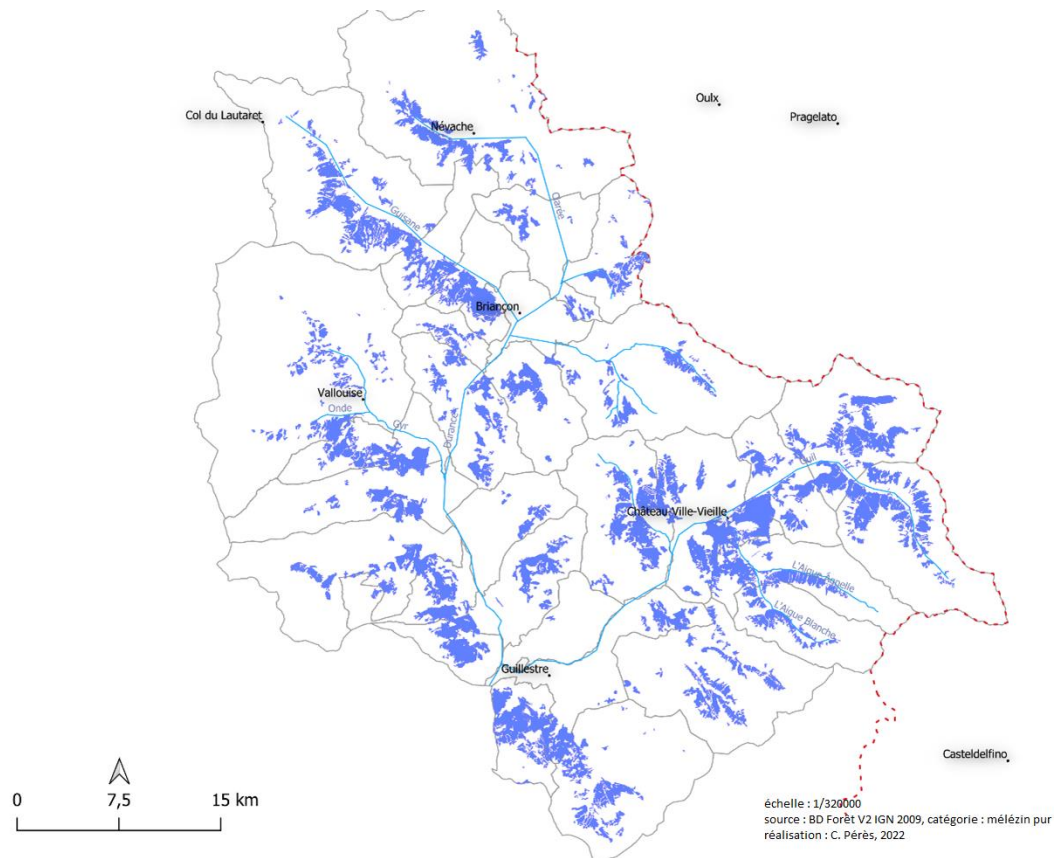 Oulx
Pragelato
Col du Lautaret
Névache
Clarée
Guisane
Briançon
Vallouise
Onde
Gyr
Durance
Guil
Château-Ville-Vieille
L'Aigue Agnelle
L'Aigue Blanche
Guillestre
Casteldelfino
0 7,5 15 km
échelle : 1/320000
source : BD Foret V2 IGN 2009, catégorie : mélézin pur
réalisation : C. Pérès, 2022